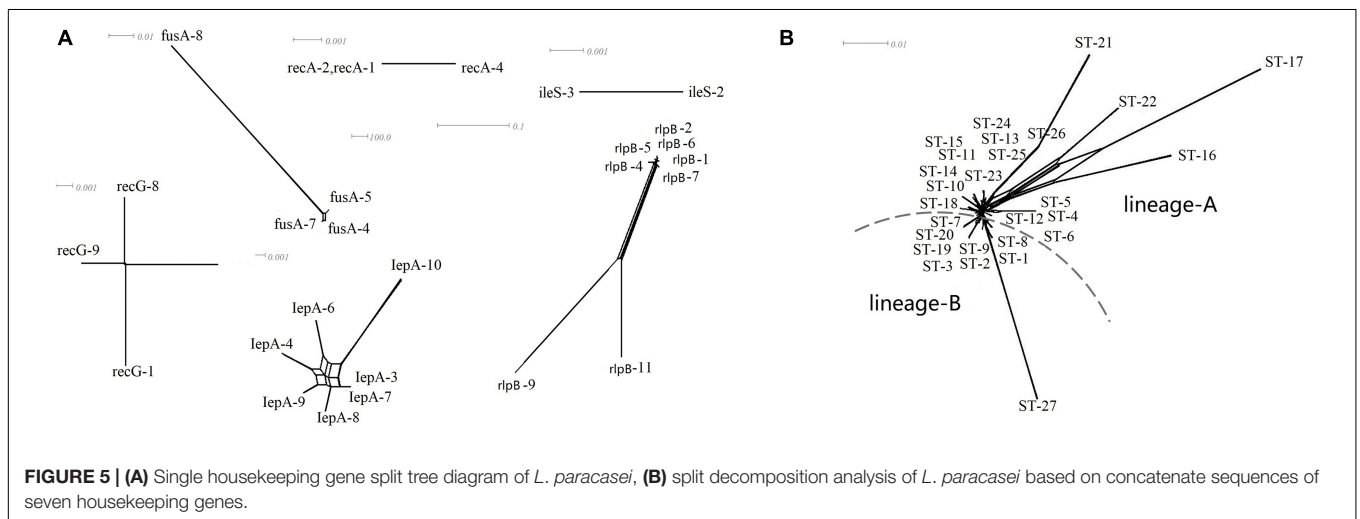 A
B
0.01
fusA-8
0.001
recA-2,recA-1
recA-4
0.001
ileS-3
ileS-2
0.1
100.0
rlpB-2
rlpB-5
rlpB-6
rlpB-4
rlpB-1
rlpB-7
0.001
recG-8
recG-9
recG-1
fusA-5
fusA-7
fusA-4
0.001
IepA-10
IepA-6
IepA-4
IepA-3
IepA-9
IepA-7
IepA-8
rlpB-9
rlpB-11
0.01
ST-21
ST-17
ST-22
ST-24
ST-26
ST-15
ST-13
ST-11
ST-25
ST-16
ST-14
ST-23
ST-10
ST-18
ST-5
ST-12
ST-4
ST-7
ST-20
ST-8
ST-6
ST-19
ST-9
ST-1
ST-3
ST-2
lineage-A
lineage-B
ST-27
FIGURE 5 | (A) Single housekeeping gene split tree diagram of L. paracasei, (B) split decomposition analysis of L. paracasei based on concatenate sequences of
seven housekeeping genes.